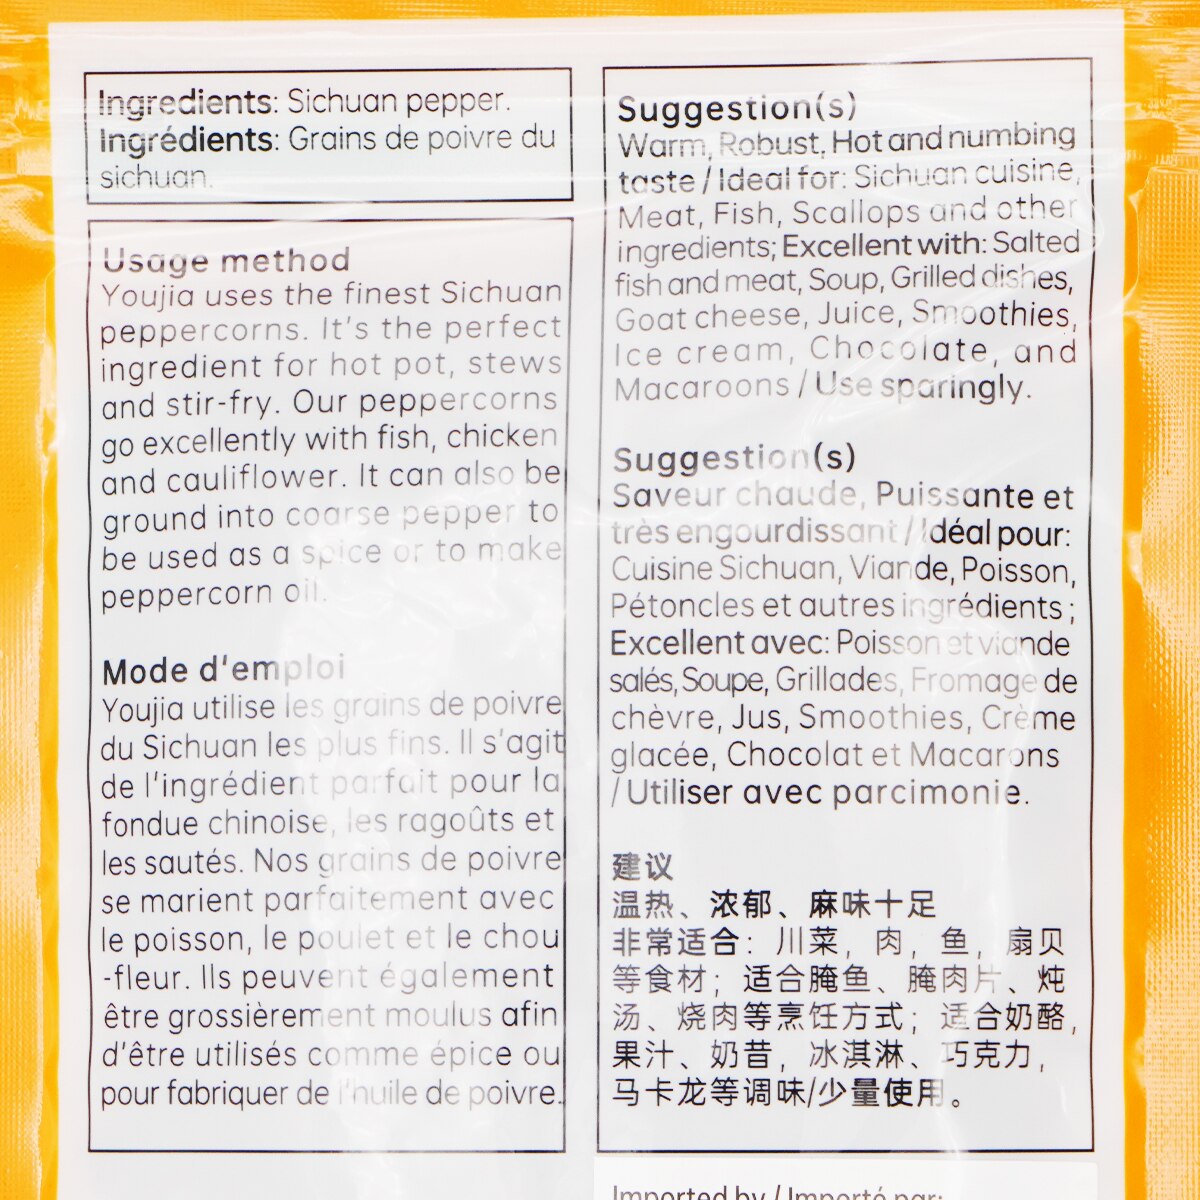 Ingredients: Sichuan pepper.
Ingrédients: Grains de poivre du
sichuan.
Usage method
Youjia uses the finest Sichuan
peppercorns. It's the perfect
ingredient for hot pot, stews
and stir-fry. Our peppercorns
go excellently with fish, chicken
and cauliflower. It can also be
ground into coarse pepper to
be used as a spice or to make
peppercorn oil.
Mode d'emploi
Youjia utilise les grains de poivre
du Sichuan les plus fins. Il s'agit
de l'ingrédient parfait pour la
fondue chinoise, les ragoûts et
les sautés. Nos grains de poivre
se marient parfaitement avec
le poisson, le poulet et le chou
-fleur. Ils peuvent également
être grossièrement moulus afin
d'être utilisés comme épice ou
pour fabriquer de l'huile de poivre.
Suggestion(s)
Warm, Robust, Hot and numbing
taste / Ideal for: Sichuan cuisine,
Meat, Fish, Scallops and other
ingredients; Excellent with: Salted
fish and meat, Soup, Grilled dishes,
Goat cheese, Juice, Smoothies,
Ice cream, Chocolate, and
Macaroons / Use sparingly.
Suggestion(s)
Saveur chaude, Puissante et
très engourdissant / Idéal pour:
Cuisine Sichuan, Viande, Poisson,
Pétoncles et autres ingrédients ;
Excellent avec: Poisson et viande
salés, Soupe, Grillades, Fromage de
chèvre, Jus, Smoothies, Crème
glacée, Chocolat et Macarons
/ Utiliser avec parcimonie.
建议
温热、浓郁、麻味十足
非常适合：川菜，肉，鱼，扇贝
等食材；适合腌鱼、腌肉片、炖
汤、烧肉等烹饪方式；适合奶酪，
果汁、奶昔，冰淇淋、巧克力，
马卡龙等调味/少量使用。
Imported by / Importé par: